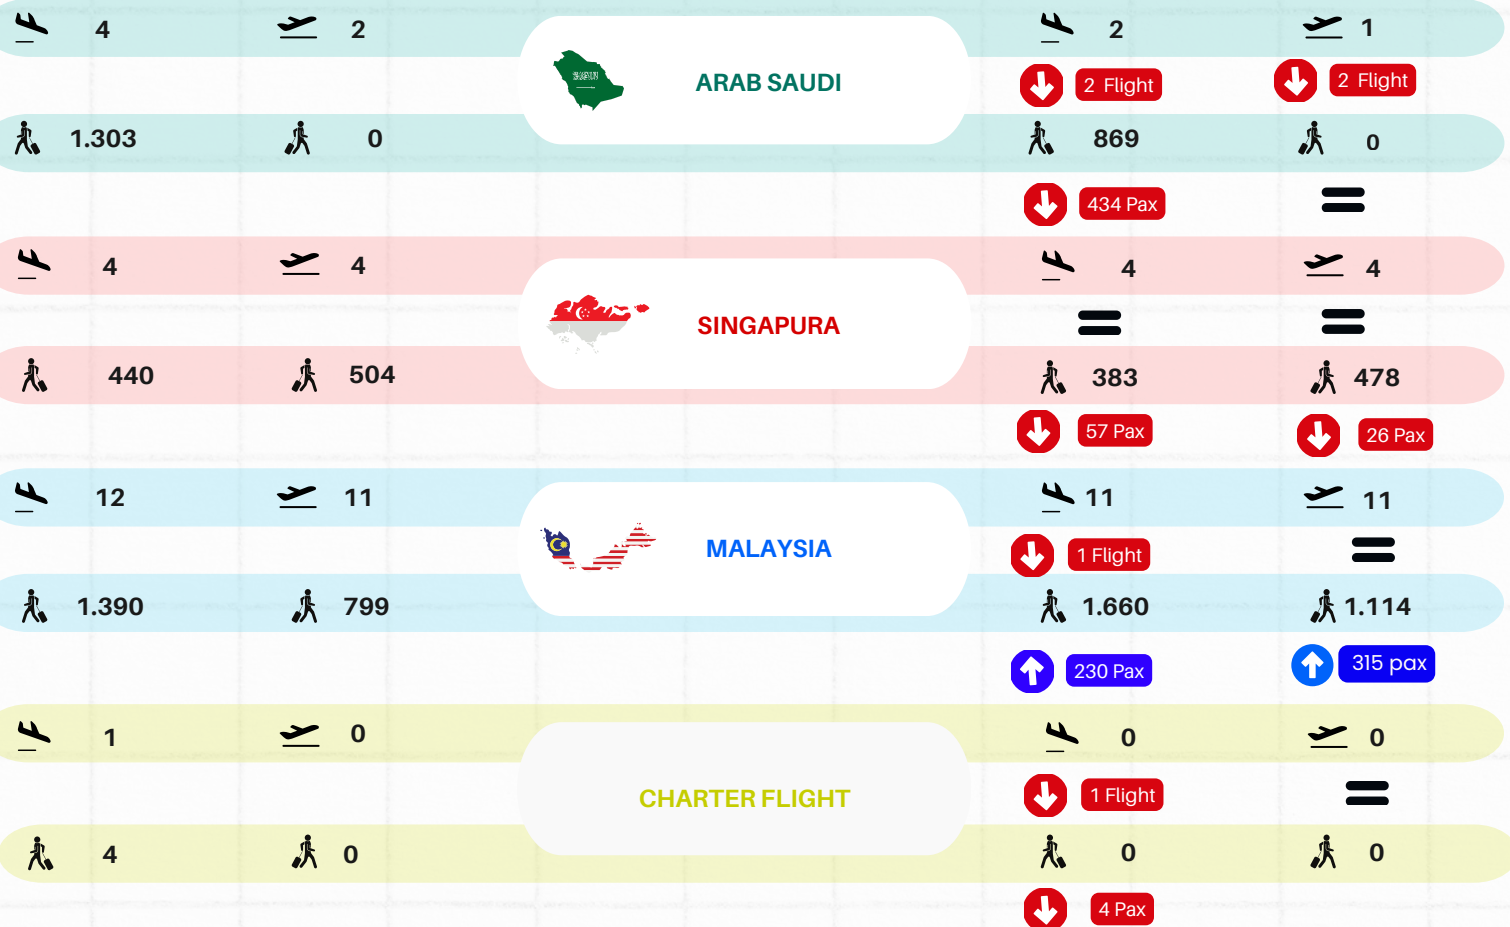 4 2 2 1
ARAB SAUDI
2 Flight 2 Flight
1.303 0 869 0
434 Pax
4 4 4 4
SINGAPURA
440 504 383 478
57 Pax 26 Pax
12 11 11 11
MALAYSIA
1 Flight
1.390 799 1.660 1.114
230 Pax 315 pax
1 0 0 0
CHARTER FLIGHT
1 Flight
4 0 0 0
4 Pax